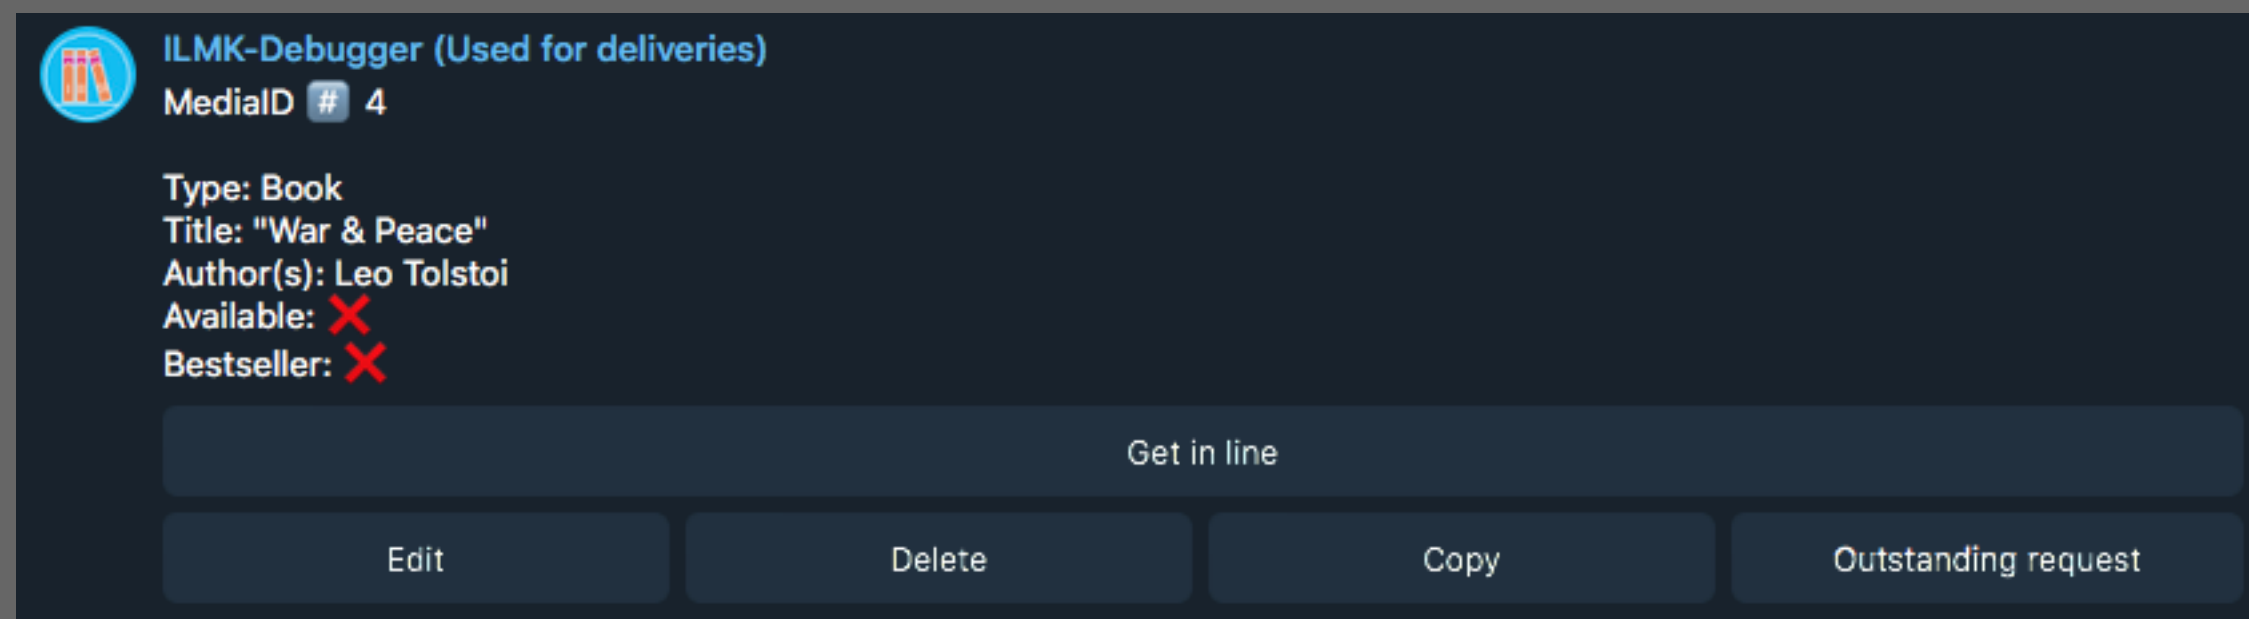 ILMK-Debugger (Used for deliveries)
MediaID #️⃣ 4
Type: Book
Title: "War & Peace"
Author(s): Leo Tolstoi
Available: ❌
Bestseller: ❌
Get in line
Edit
Delete
Copy
Outstanding request